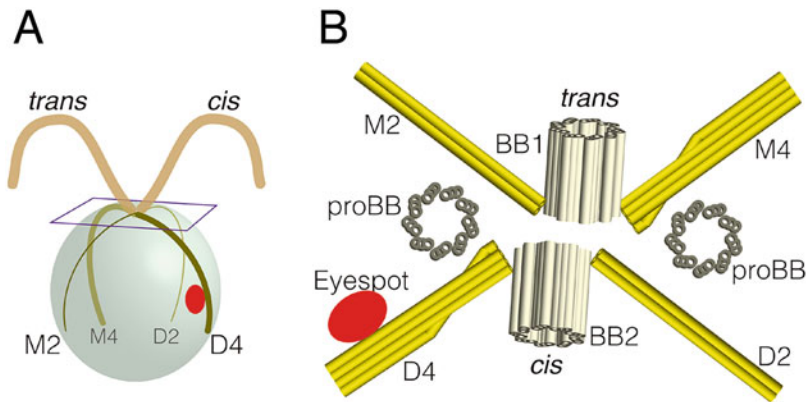 A
trans
cis
M2
M4
D2
D4
B
trans
M2
BB1
M4
proBB
proBB
Eyespot
D4
BB2
cis
D2